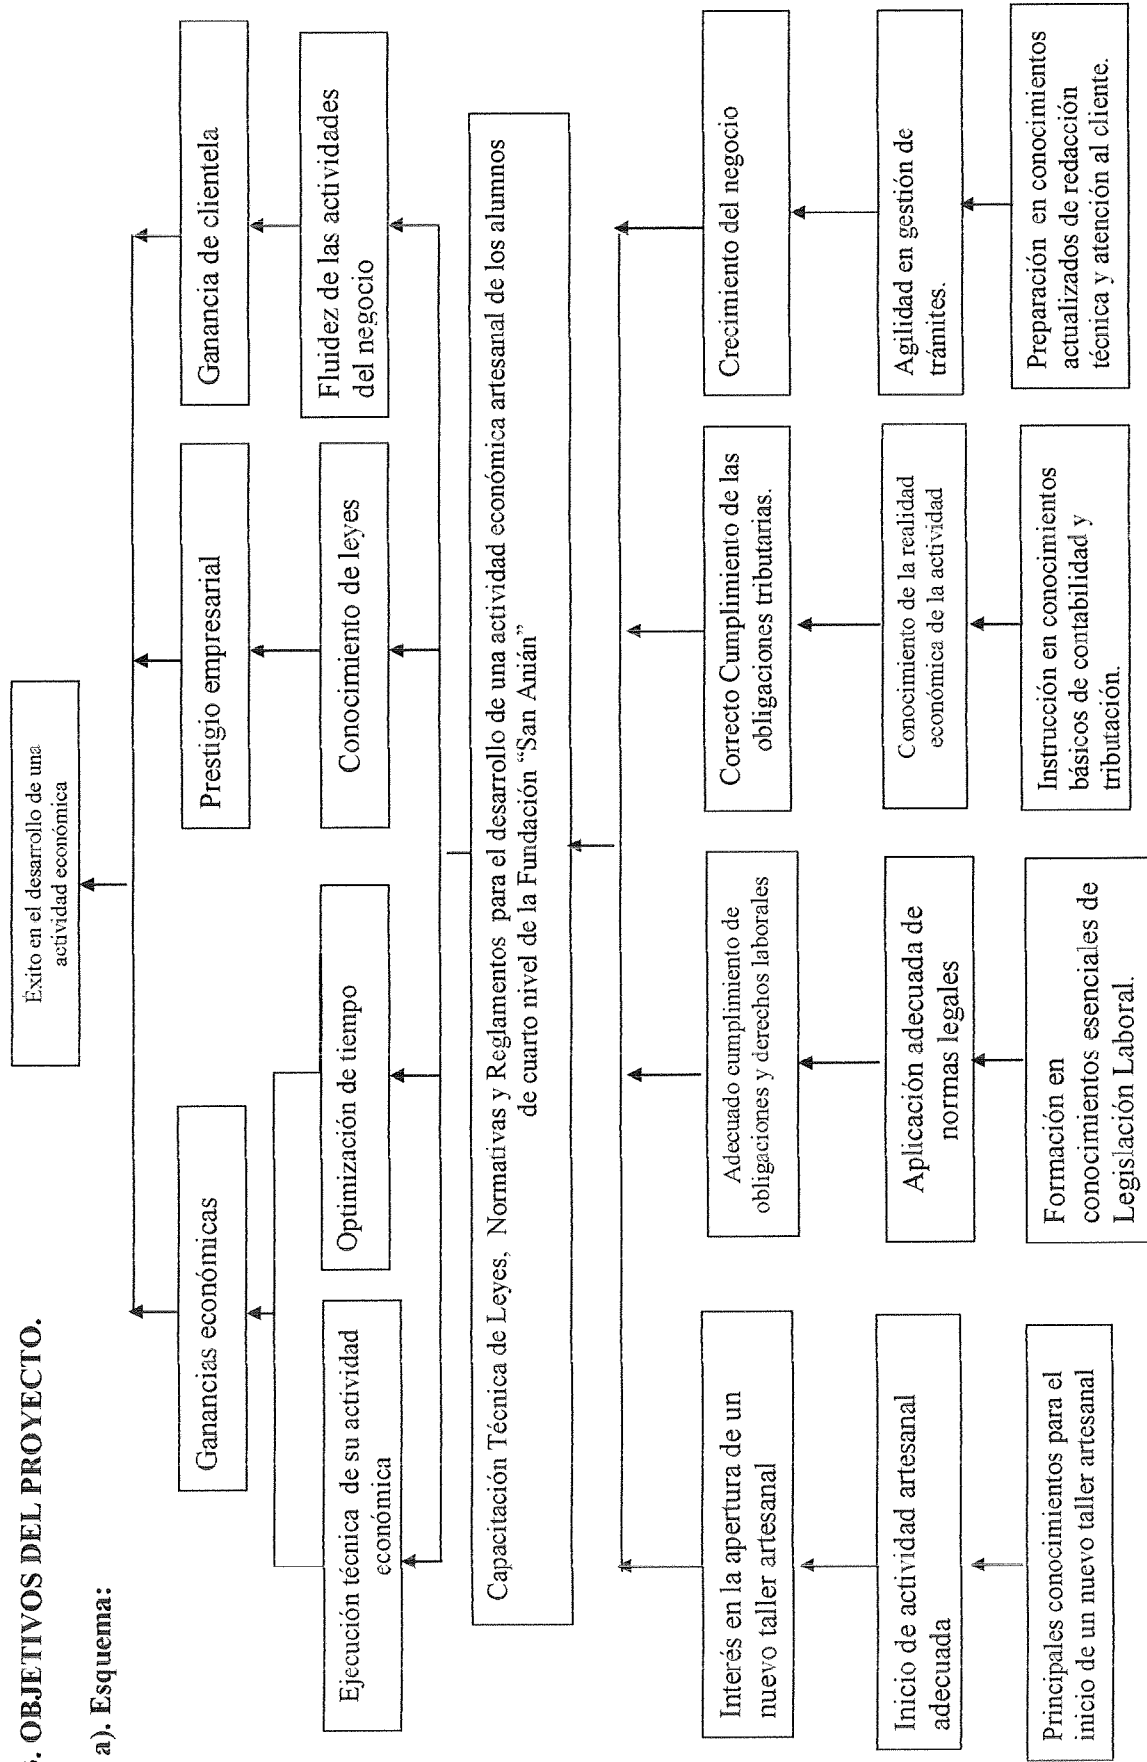 . OBJETIVOS DEL PROYECTO.
a). Esquema:
Éxito en el desarrollo de una
actividad económica
Ganancias económicas
Prestigio empresarial
Ganancia de clientela
Ejecución técnica de su actividad
económica
Optimización de tiempo
Conocimiento de leyes
Fluidez de las actividades
del negocio
Capacitación Técnica de Leyes, Normativas y Reglamentos para el desarrollo de una actividad económica artesanal de los alumnos
de cuarto nivel de la Fundación “San Anián”
Interés en la apertura de un
nuevo taller artesanal
Adecuado cumplimiento de
obligaciones y derechos laborales
Correcto Cumplimiento de las
obligaciones tributarias.
Crecimiento del negocio
Inicio de actividad artesanal
adecuada
Aplicación adecuada de
normas legales
Conocimiento de la realidad
económica de la actividad
Agilidad en gestión de
trámites.
Principales conocimientos para el
inicio de un nuevo taller artesanal
Formación en
conocimientos esenciales de
Legislación Laboral.
Instrucción en conocimientos
básicos de contabilidad y
tributación.
Preparación en conocimientos
actualizados de redacción
técnica y atención al cliente.